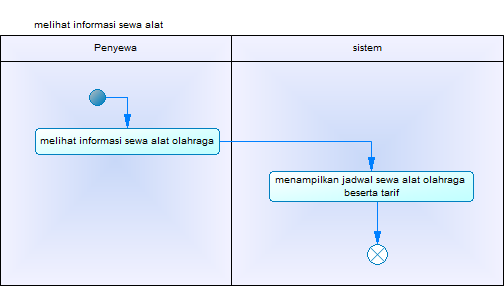 melihat informasi sewa alat
Penyewa
sistem
melihat informasi sewa alat olahraga
menampilkan jadwal sewa alat olahraga
beserta tarif